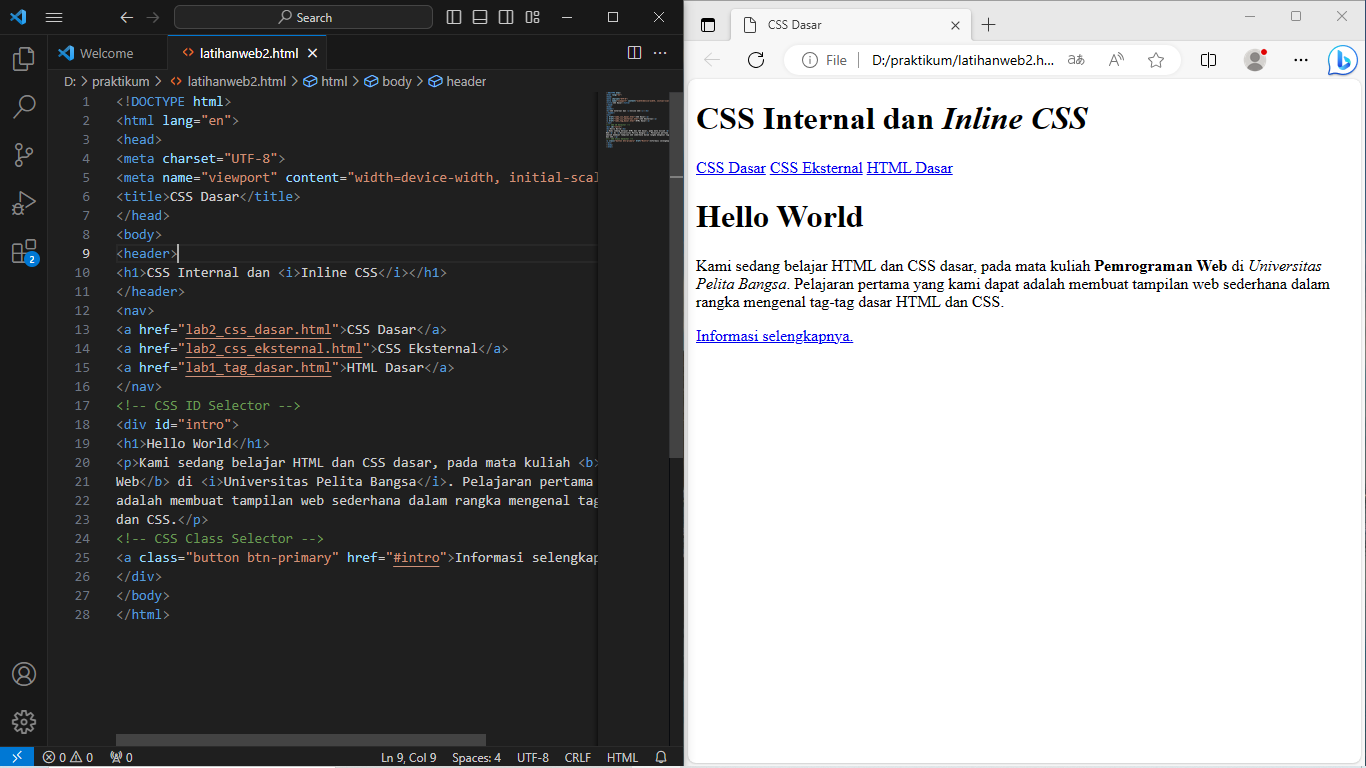 Search
Welcome
latihanweb2.html
D: > praktikum > latihanweb2.html > html > body > header
1 <!DOCTYPE html>
2 <html lang="en">
3 <head>
4 <meta charset="UTF-8">
5 <meta name="viewport" content="width=device-width, initial-scal
6 <title>CSS Dasar</title>
7 </head>
8 <body>
9 <header>
10 <h1>CSS Internal dan <i>Inline CSS</i></h1>
11 </header>
12 <nav>
13 <a href="lab2_css_dasar.html">CSS Dasar</a>
14 <a href="lab2_css_eksternal.html">CSS Eksternal</a>
15 <a href="lab1_tag_dasar.html">HTML Dasar</a>
16 </nav>
17 <!-- CSS ID Selector -->
18 <div id="intro">
19 <h1>Hello World</h1>
20 <p>Kami sedang belajar HTML dan CSS dasar, pada mata kuliah <b>
21 Web</b> di <i>Universitas Pelita Bangsa</i>. Pelajaran pertama
22 adalah membuat tampilan web sederhana dalam rangka mengenal tag
23 dan CSS.</p>
24 <!-- CSS Class Selector -->
25 <a class="button btn-primary" href="#intro">Informasi selengkap
26 </div>
27 </body>
28 </html>
2
0 0 0
Ln 9, Col 9 Spaces: 4 UTF-8 CRLF HTML
CSS Dasar
File D:/praktikum/latihanweb2.h...
CSS Internal dan Inline CSS
CSS Dasar CSS Eksternal HTML Dasar
Hello World
Kami sedang belajar HTML dan CSS dasar, pada mata kuliah Pemrograman Web di Universitas
Pelita Bangsa. Pelajaran pertama yang kami dapat adalah membuat tampilan web sederhana dalam
rangka mengenal tag-tag dasar HTML dan CSS.
Informasi selengkapnya.